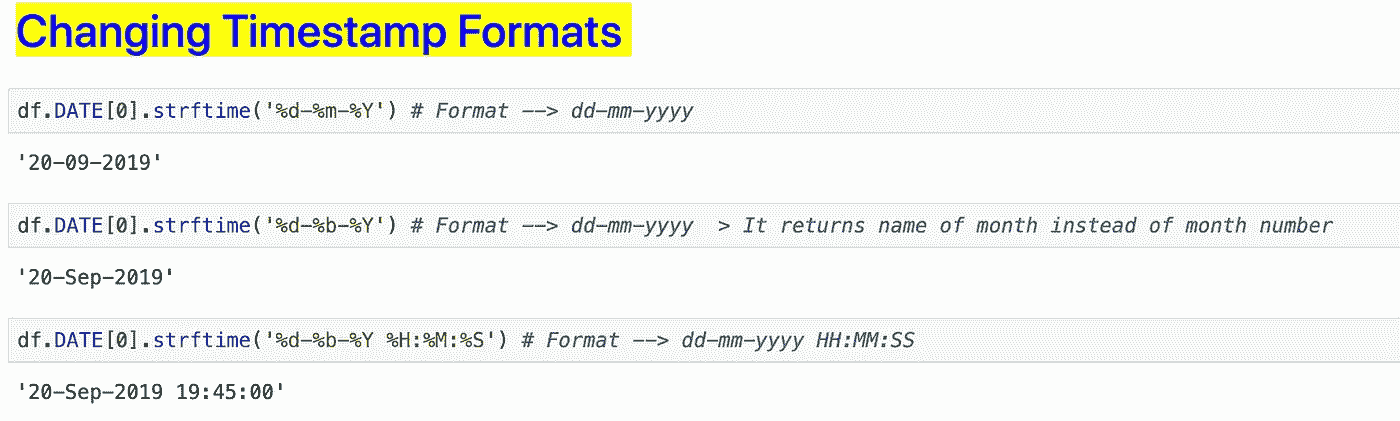 Changing Timestamp Formats
df.DATE[0].strftime('%d-%m-%Y') # Format --> dd-mm-yyyy
'20-09-2019'
df.DATE[0].strftime('%d-%b-%Y') # Format --> dd-mm-yyyy  > It returns name of month instead of month number
'20-Sep-2019'
df.DATE[0].strftime('%d-%b-%Y %H:%M:%S') # Format --> dd-mm-yyyy HH:MM:SS
'20-Sep-2019 19:45:00'